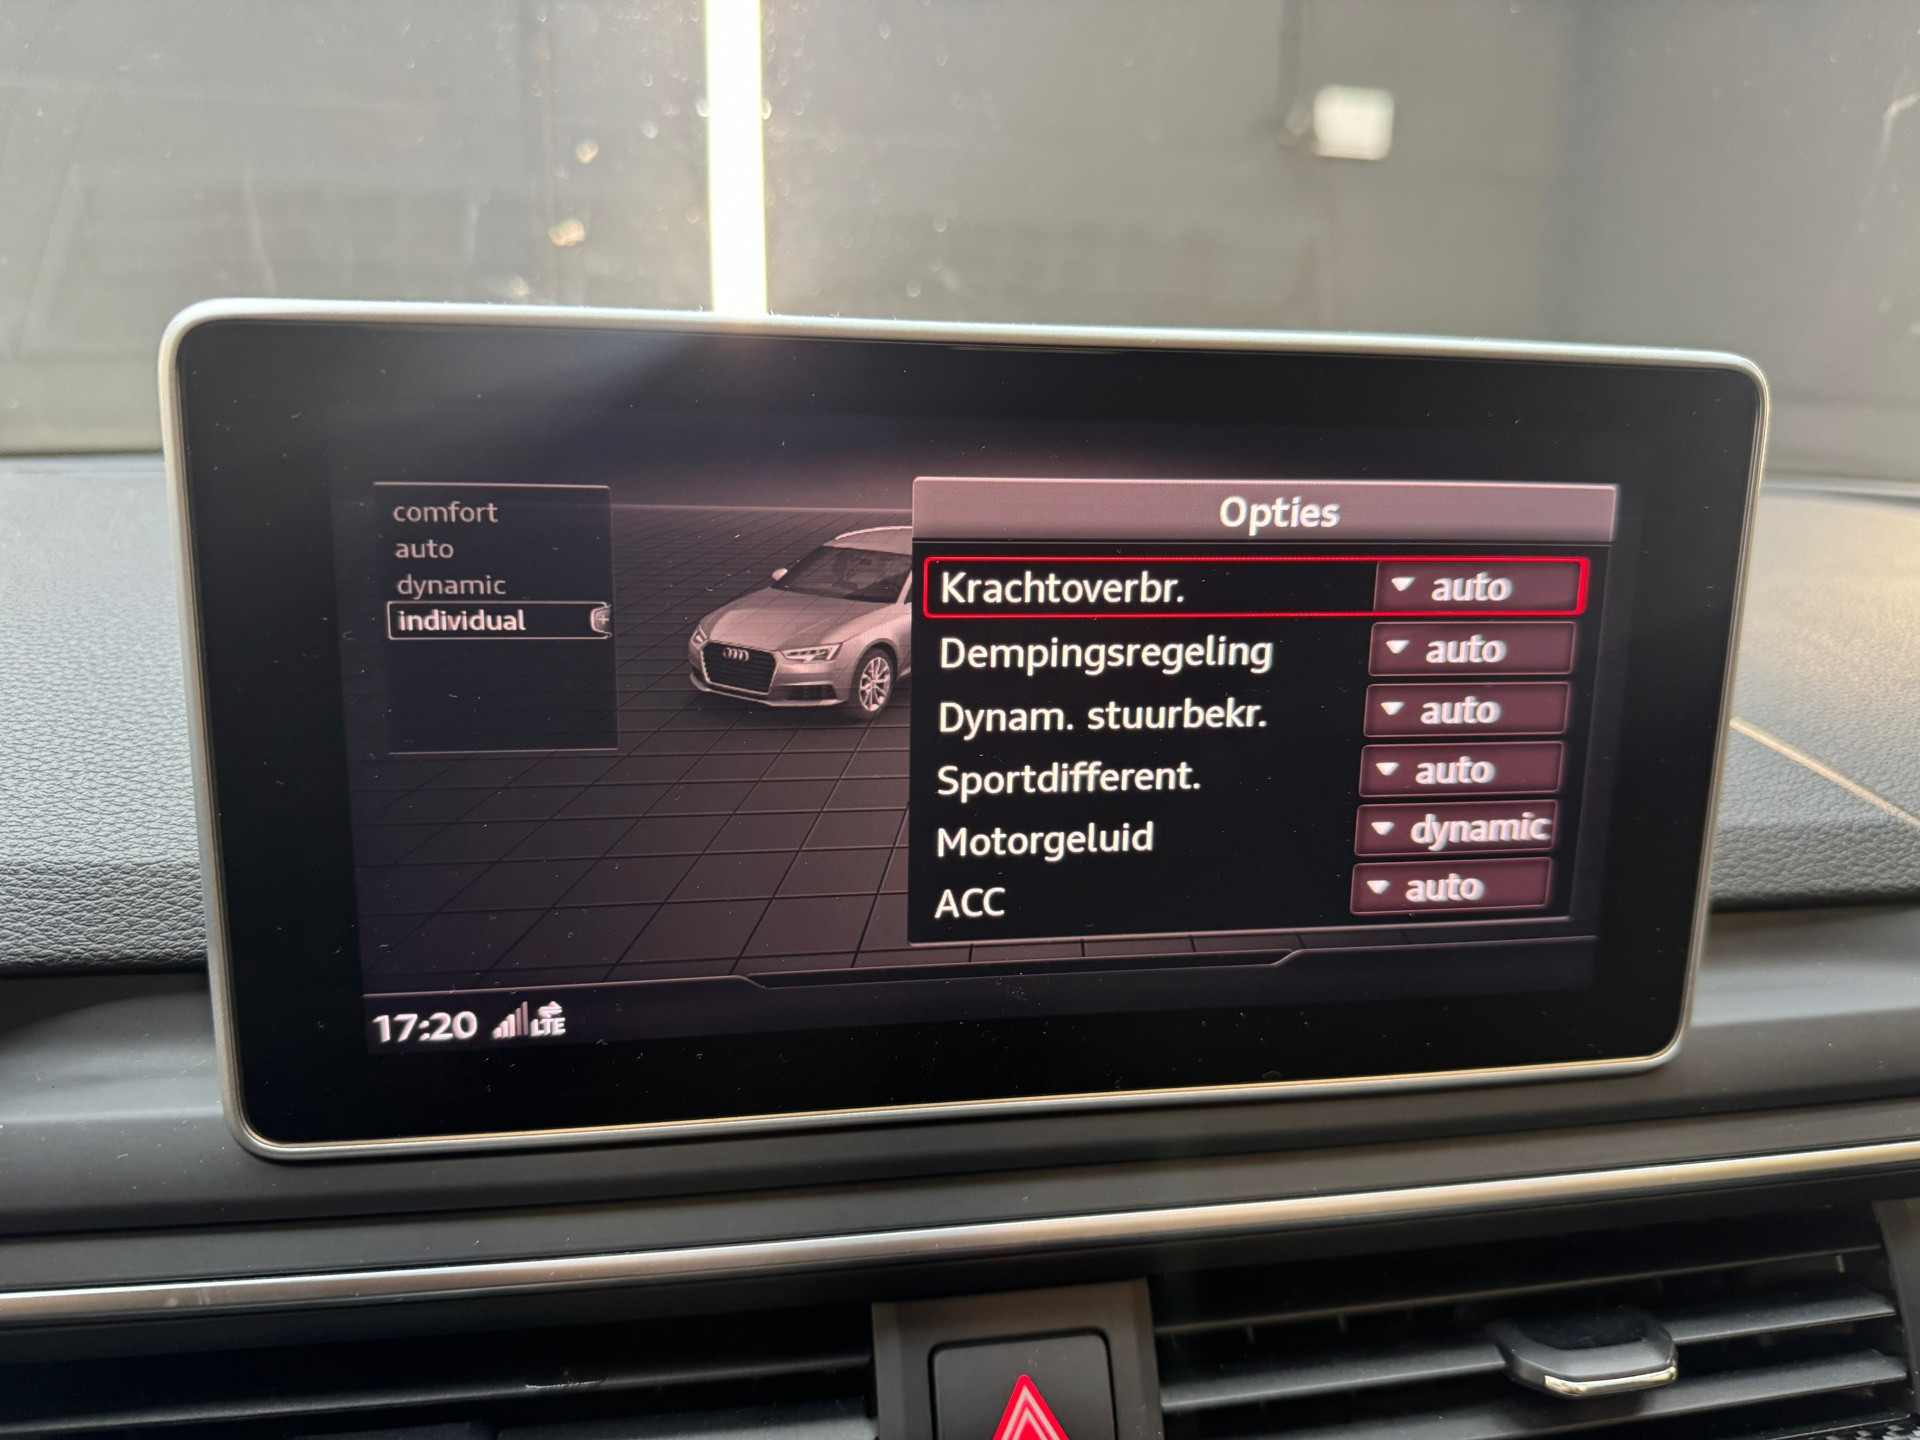 comfort
auto
dynamic
individual
Opties
Krachtoverbr. auto
Dempingsregeling auto
Dynam. stuurbekr. auto
Sportdifferent. auto
Motorgeluid dynamic
ACC auto
17:20 LTE